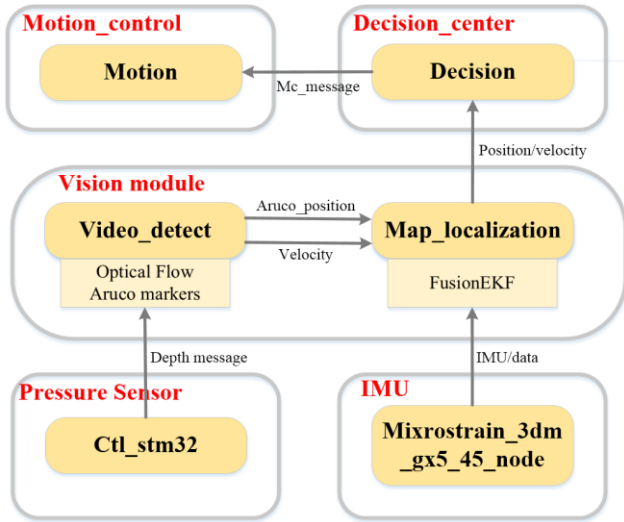 Motion_control
Decision_center
Motion
Decision
Mc_message
Position/velocity
Vision module
Aruco_position
Video_detect
Map_localization
Velocity
Optical Flow
Aruco markers
FusionEKF
Depth message
IMU/data
Pressure Sensor
IMU
Ctl_stm32
Mixrostrain_3dm
_gx5_45_node